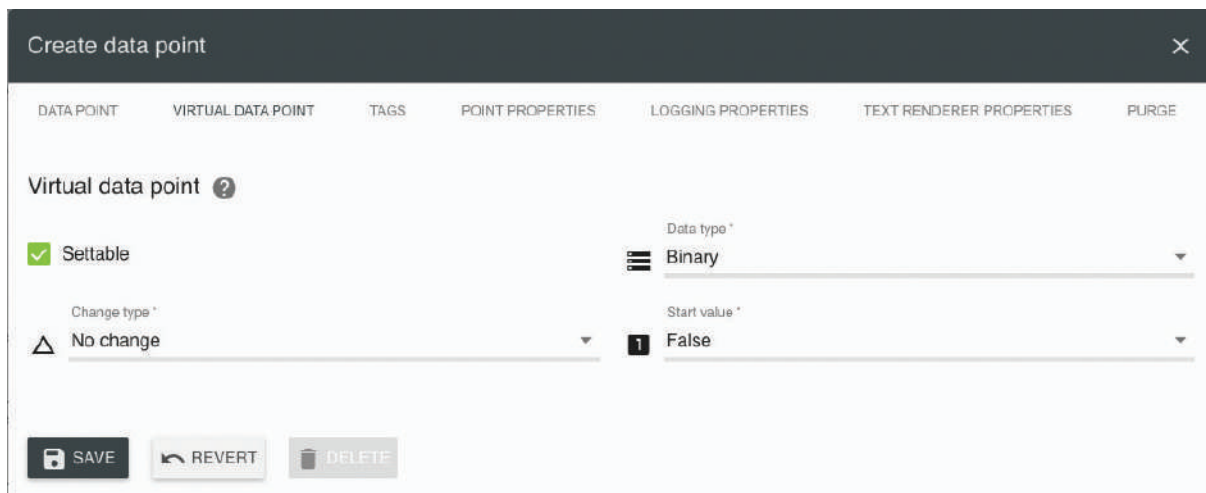 Create data point
DATA POINT VIRTUAL DATA POINT TAGS POINT PROPERTIES LOGGING PROPERTIES TEXT RENDERER PROPERTIES PURGE
Virtual data point ?
Settable
Data type *
Binary
Change type *
No change
Start value *
1 False
SAVE REVERT DELETE